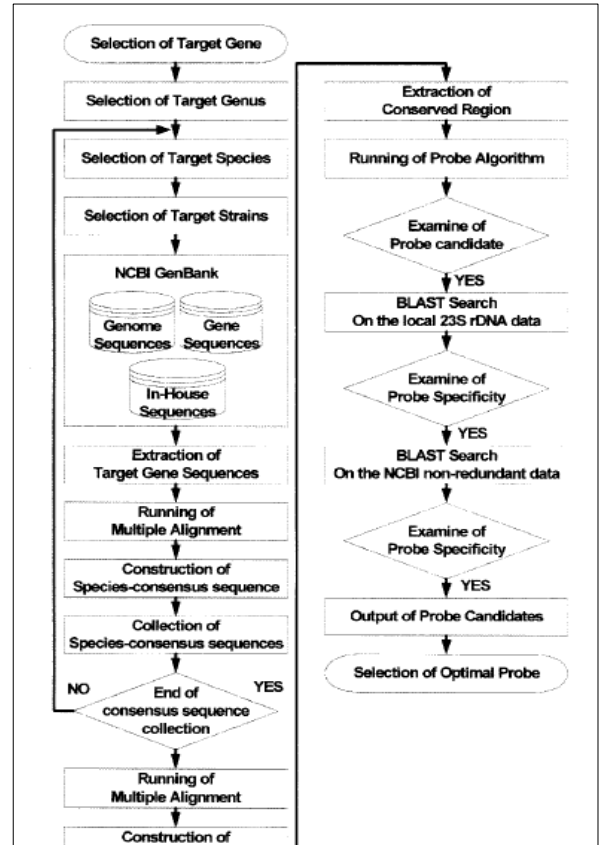 Selection of Target Gene
Selection of Target Genus
Selection of Target Species
Selection of Target Strains
NCBI GenBank
Genome
Sequences
Gene
Sequences
In-House
Sequences
Extraction of
Target Gene Sequences
Running of
Multiple Alignment
Construction of
Species-consensus sequence
Collection of
Species-consensus sequences
NO
End of
consensus sequence
collection
YES
Running of
Multiple Alignment
Construction of
Extraction of
Conserved Region
Running of Probe Algorithm
Examine of
Probe candidate
YES
BLAST Search
On the local 23S rDNA data
Examine of
Probe Specificity
YES
BLAST Search
On the NCBI non-redundant data
Examine of
Probe Specificity
YES
Output of Probe Candidates
Selection of Optimal Probe